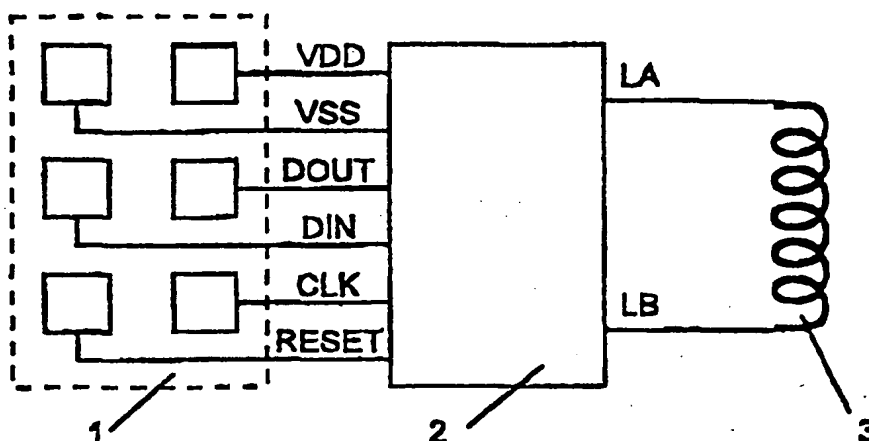 VDD
LA
VSS
DOUT
DIN
CLK
LB
RESET
1 2 3